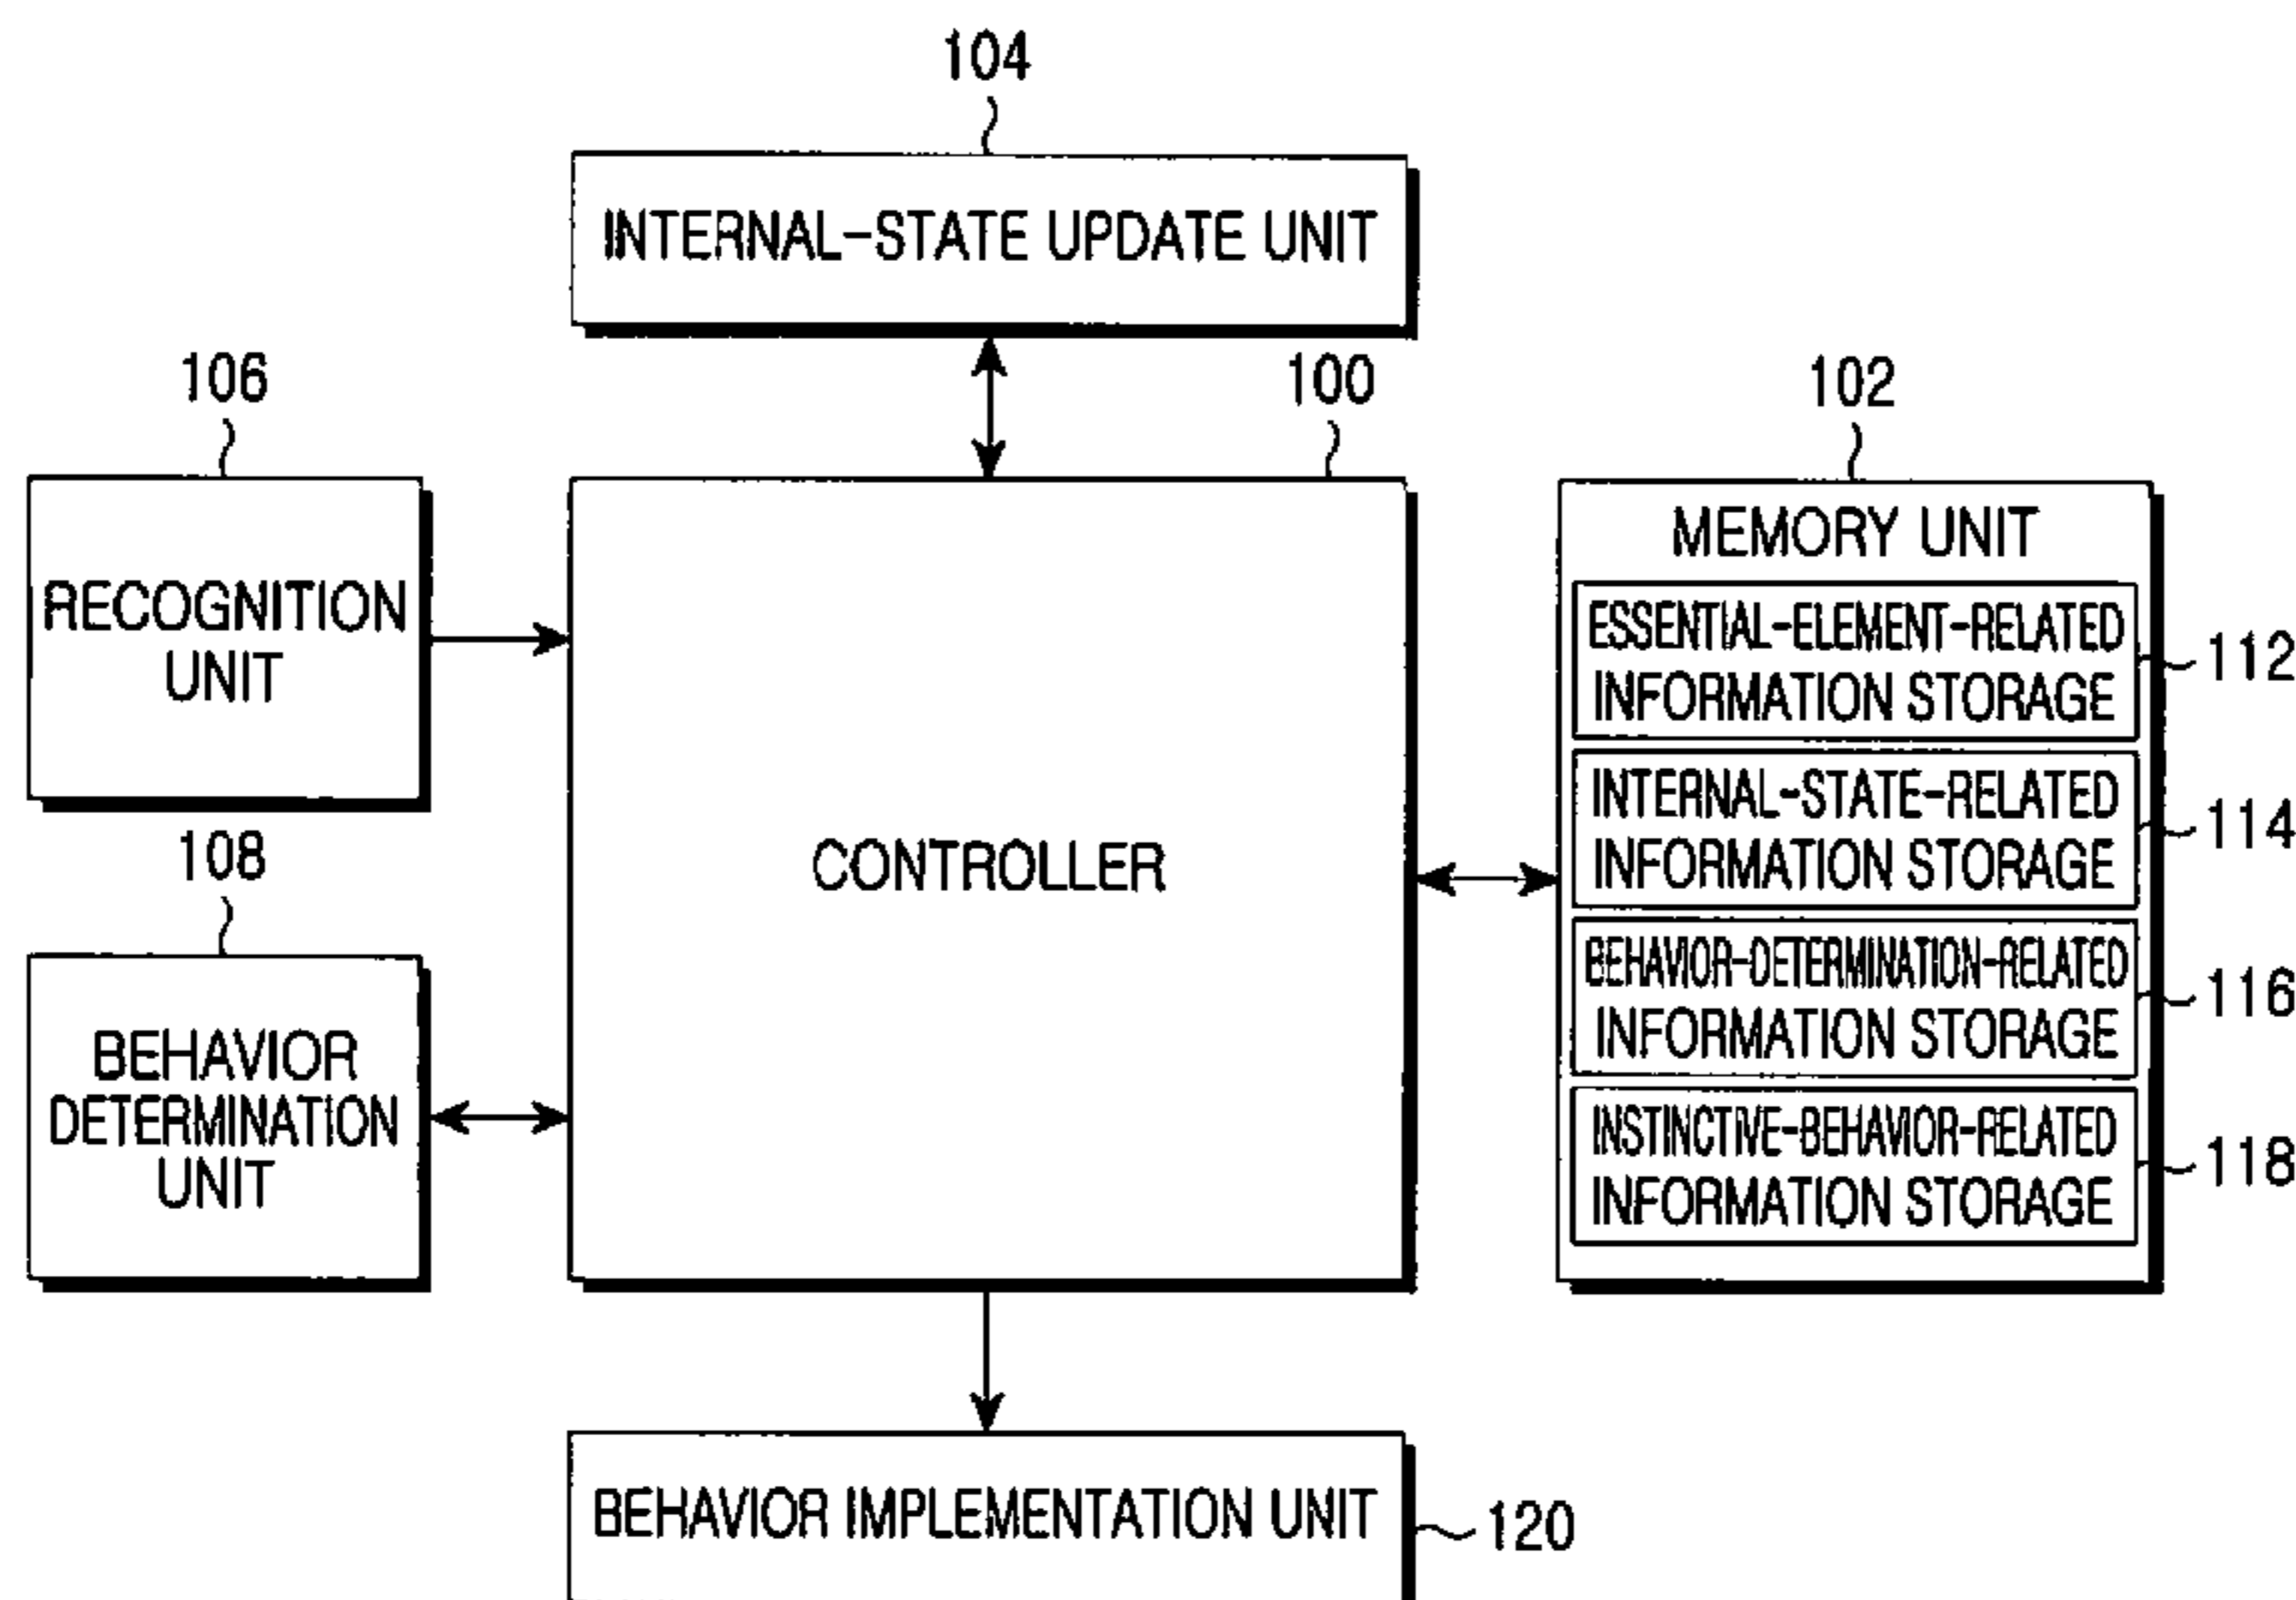 104
INTERNAL-STATE UPDATE UNIT
106
100
102
RECOGNITION
UNIT
108
BEHAVIOR
DETERMINATION
UNIT
CONTROLLER
MEMORY UNIT
ESSENTIAL-ELEMENT-RELATED
INFORMATION STORAGE
112
INTERNAL-STATE-RELATED
INFORMATION STORAGE
114
BEHAVIOR-DETERMINATION-RELATED
INFORMATION STORAGE
116
INSTINCTIVE-BEHAVIOR-RELATED
INFORMATION STORAGE
118
BEHAVIOR IMPLEMENTATION UNIT
120